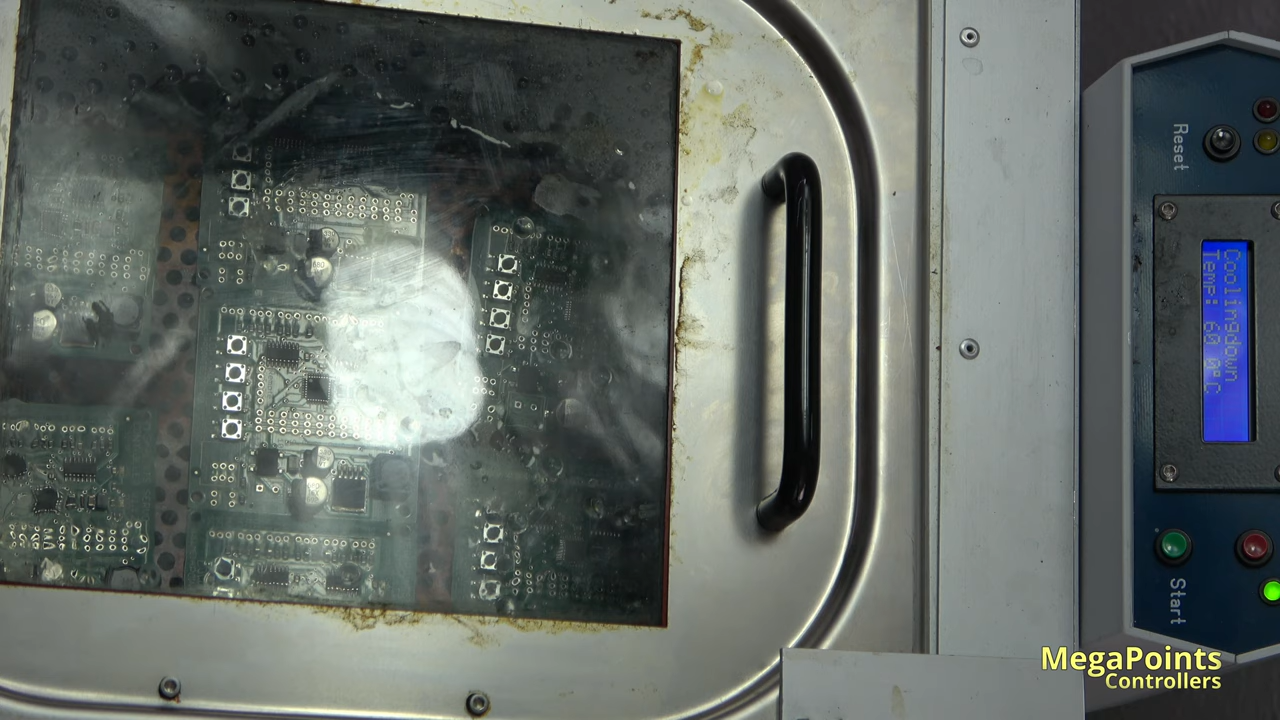 Reset
Coolingdown
Temp: 60 0°C
Start
MegaPoints
Controllers